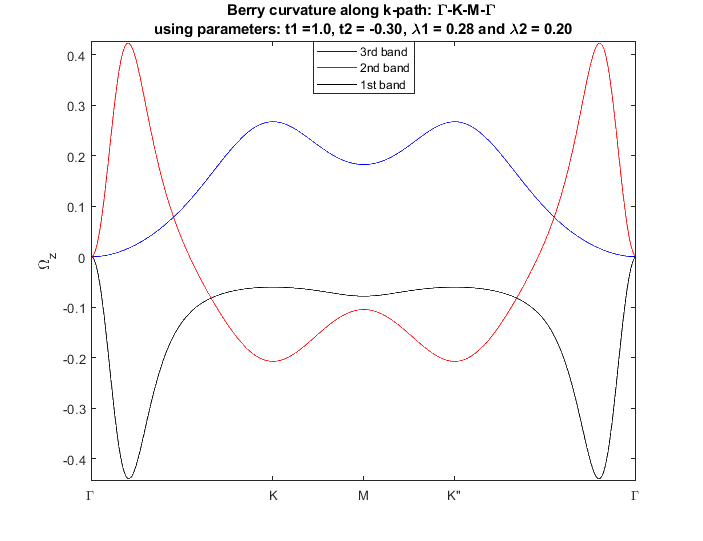 Berry curvature along k-path: Γ-K-M-Γ
using parameters: t1 =1.0, t2 = -0.30, λ1 = 0.28 and λ2 = 0.20
3rd band
2nd band
1st band
0.4
0.3
0.2
0.1
0
-0.1
-0.2
-0.3
-0.4
Ωz
Γ K M K" Γ